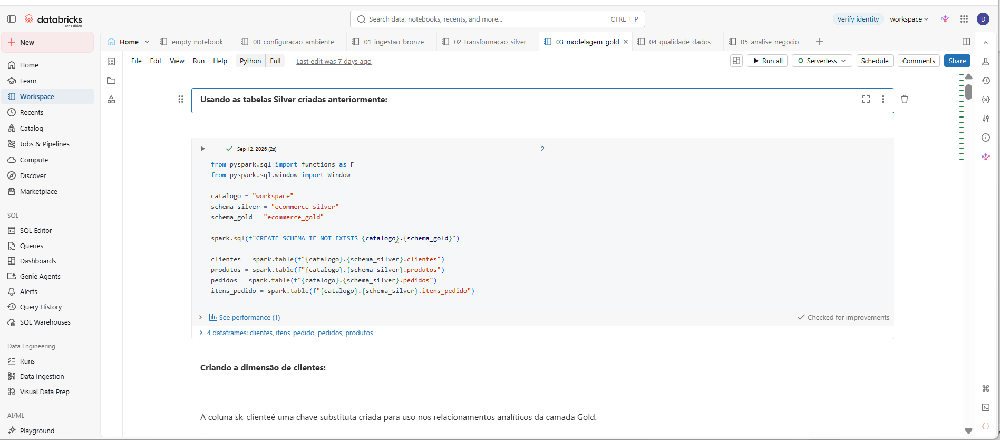 databricks
Free Edition
Search data, notebooks, recents, and more...
CTRL + P
Verify identity
workspace
D
New
Home
Learn
Workspace
Recents
Catalog
Jobs & Pipelines
Compute
Discover
Marketplace
SQL
SQL Editor
Queries
Dashboards
Genie Agents
Alerts
Query History
SQL Warehouses
Data Engineering
Runs
Data Ingestion
Visual Data Prep
AI/ML
Playground
Home
empty-notebook
00_configuracao_ambiente
01_ingestao_bronze
02_transformacao_silver
03_modelagem_gold
04_qualidade_dados
05_analise_negocio
File Edit View Run Help Python Full Last edit was 7 days ago
Run all
Serverless
Schedule
Comments
Share
Usando as tabelas Silver criadas anteriormente:
Sep 12, 2026 (2s)
2
from pyspark.sql import functions as F
from pyspark.sql.window import Window
catalogo = "workspace"
schema_silver = "ecommerce_silver"
schema_gold = "ecommerce_gold"
spark.sql(f"CREATE SCHEMA IF NOT EXISTS {catalogo}.{schema_gold}")
clientes = spark.table(f"{catalogo}.{schema_silver}.clientes")
produtos = spark.table(f"{catalogo}.{schema_silver}.produtos")
pedidos = spark.table(f"{catalogo}.{schema_silver}.pedidos")
itens_pedido = spark.table(f"{catalogo}.{schema_silver}.itens_pedido")
See performance (1)
Checked for improvements
4 dataframes: clientes, itens_pedido, pedidos, produtos
Criando a dimensão de clientes:
A coluna sk_clienteé uma chave substituta criada para uso nos relacionamentos analíticos da camada Gold.